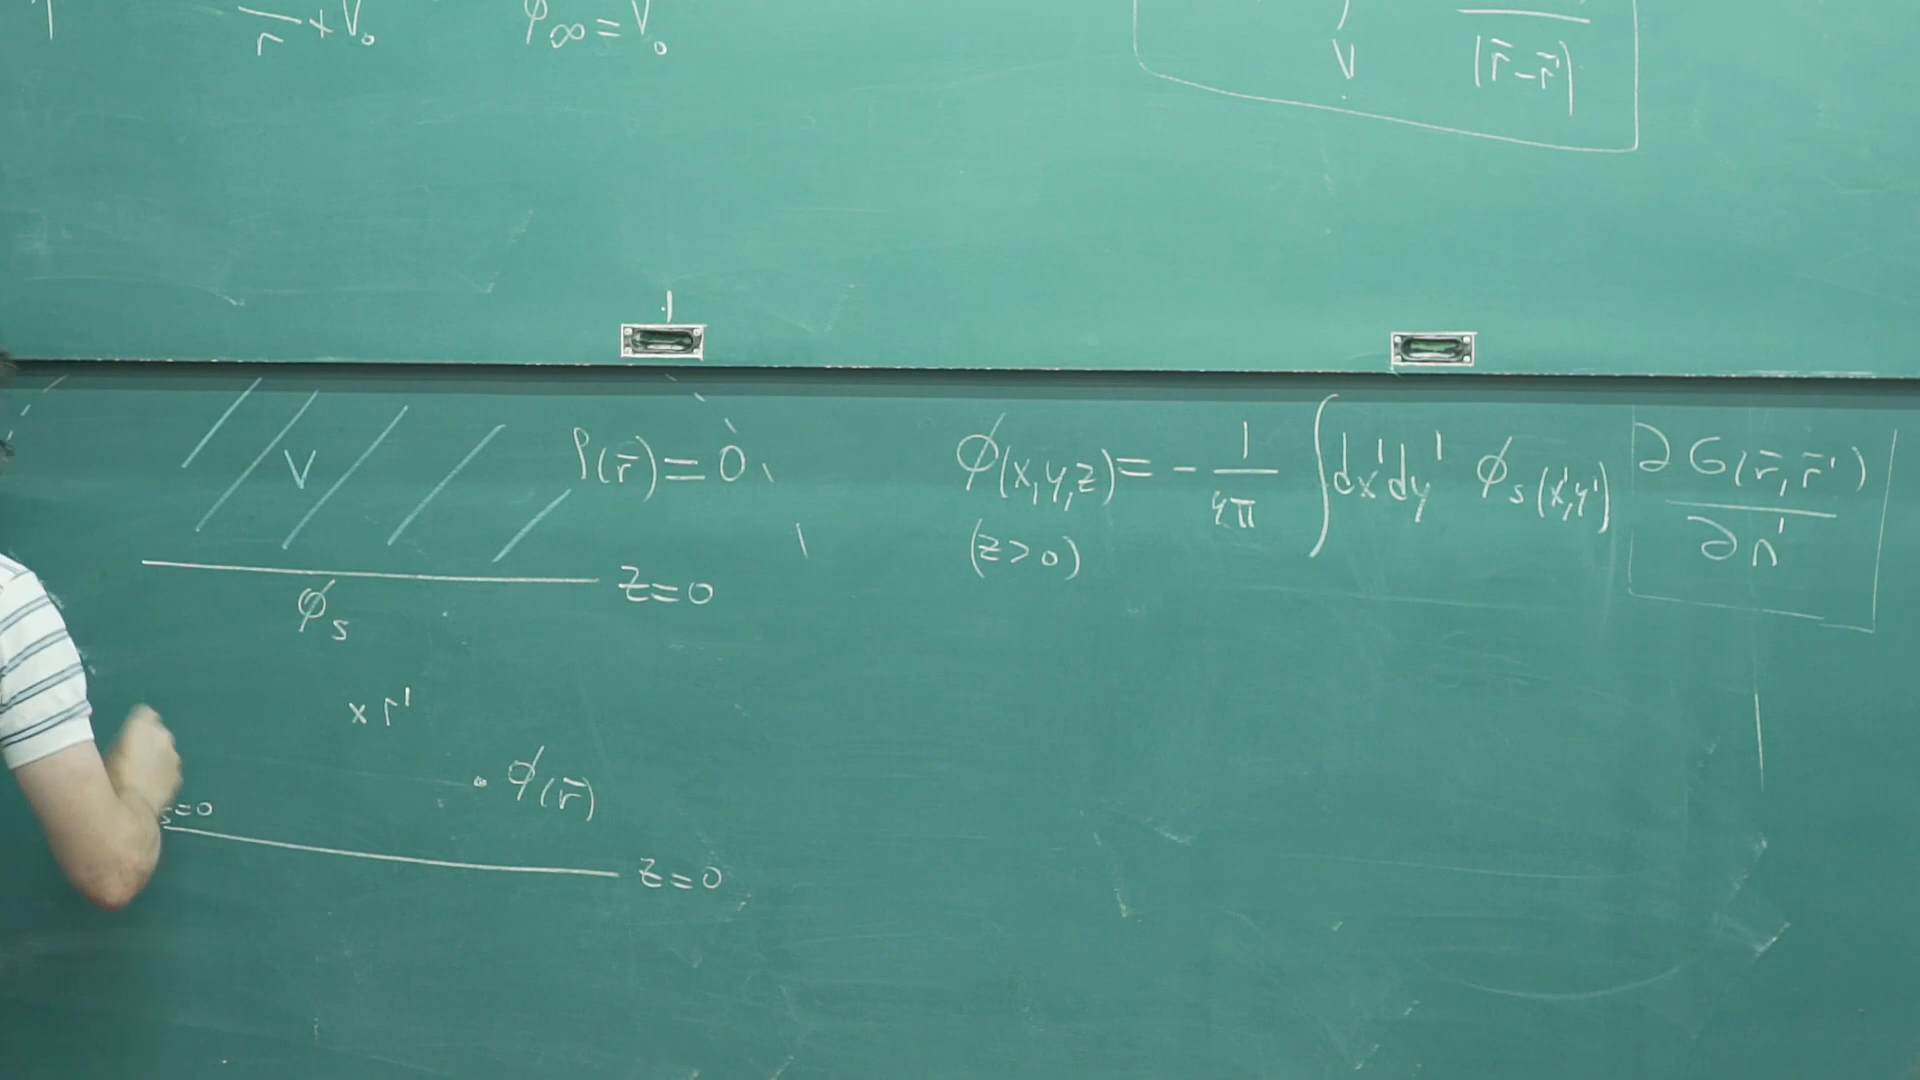 /r + V₀
ϕ∞ = V₀
V
|r̄-r̄'|
V
ρ(r̄) = 0
ϕ(x,y,z) = - 1/4π ∫dx'dy' ϕs(x',y') ∂G(r̄,r̄')/∂n'
(z>0)
z=0
ϕs
x r'
· ϕ(r̄)
s=0
z=0